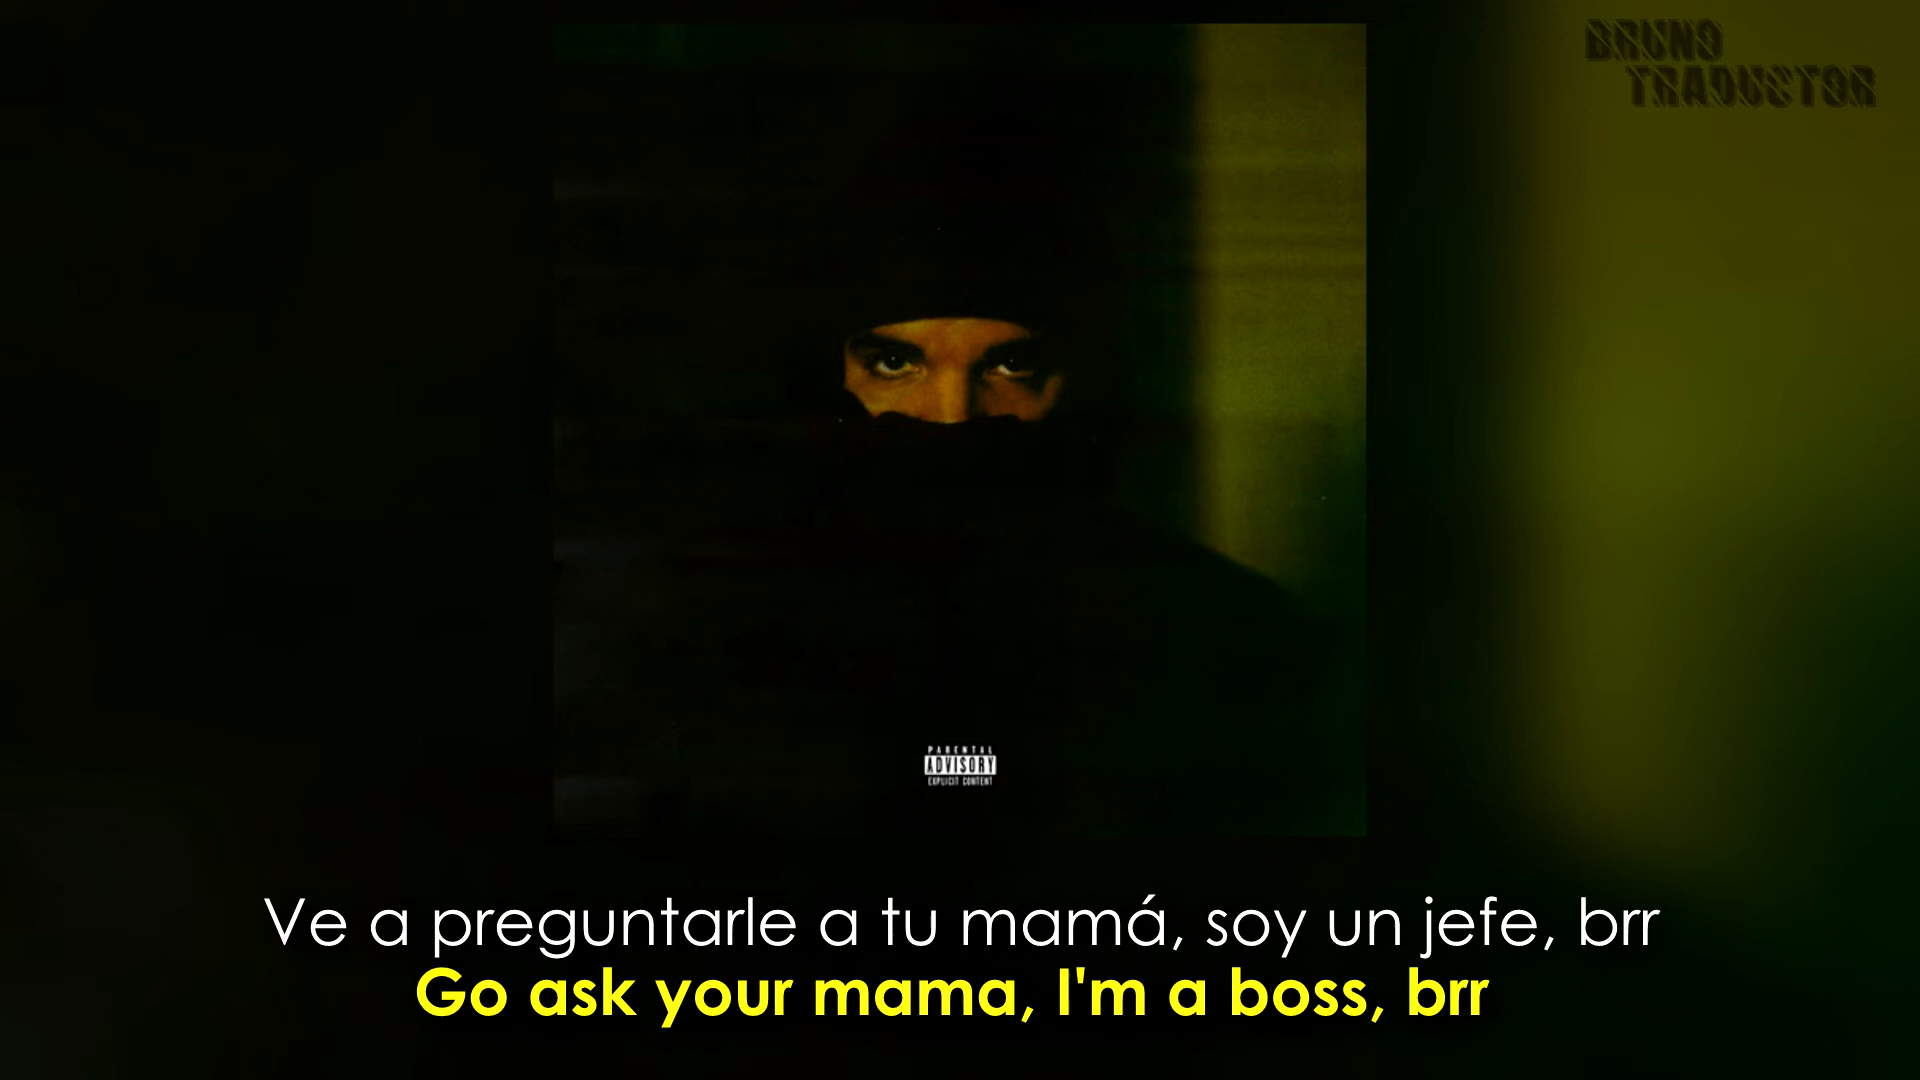 BRUNO
TRADUCTOR
PARENTAL
ADVISORY
EXPLICIT CONTENT
Ve a preguntarle a tu mamá, soy un jefe, brr
Go ask your mama, I'm a boss, brr